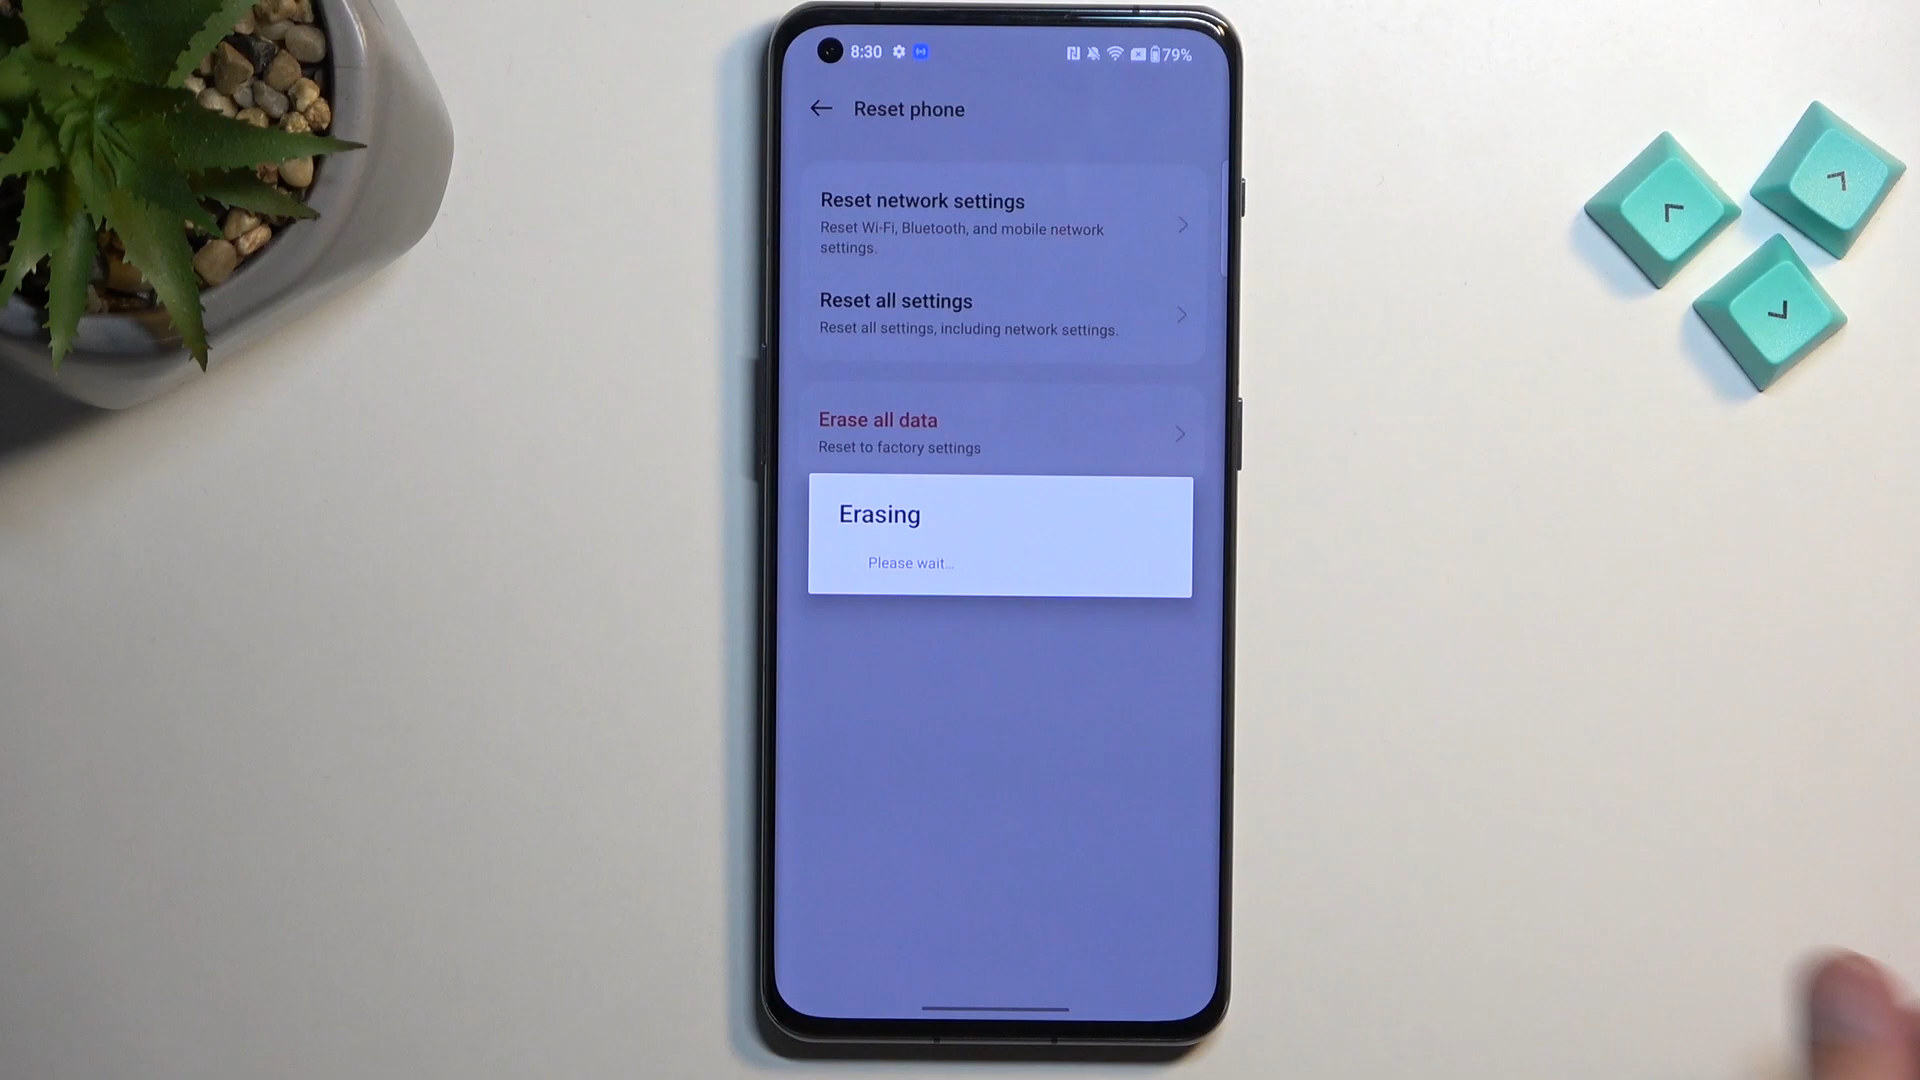 8:30
79%
Reset phone
Reset network settings
Reset Wi-Fi, Bluetooth, and mobile network
settings.
Reset all settings
Reset all settings, including network settings.
Erase all data
Reset to factory settings
Erasing
Please wait...